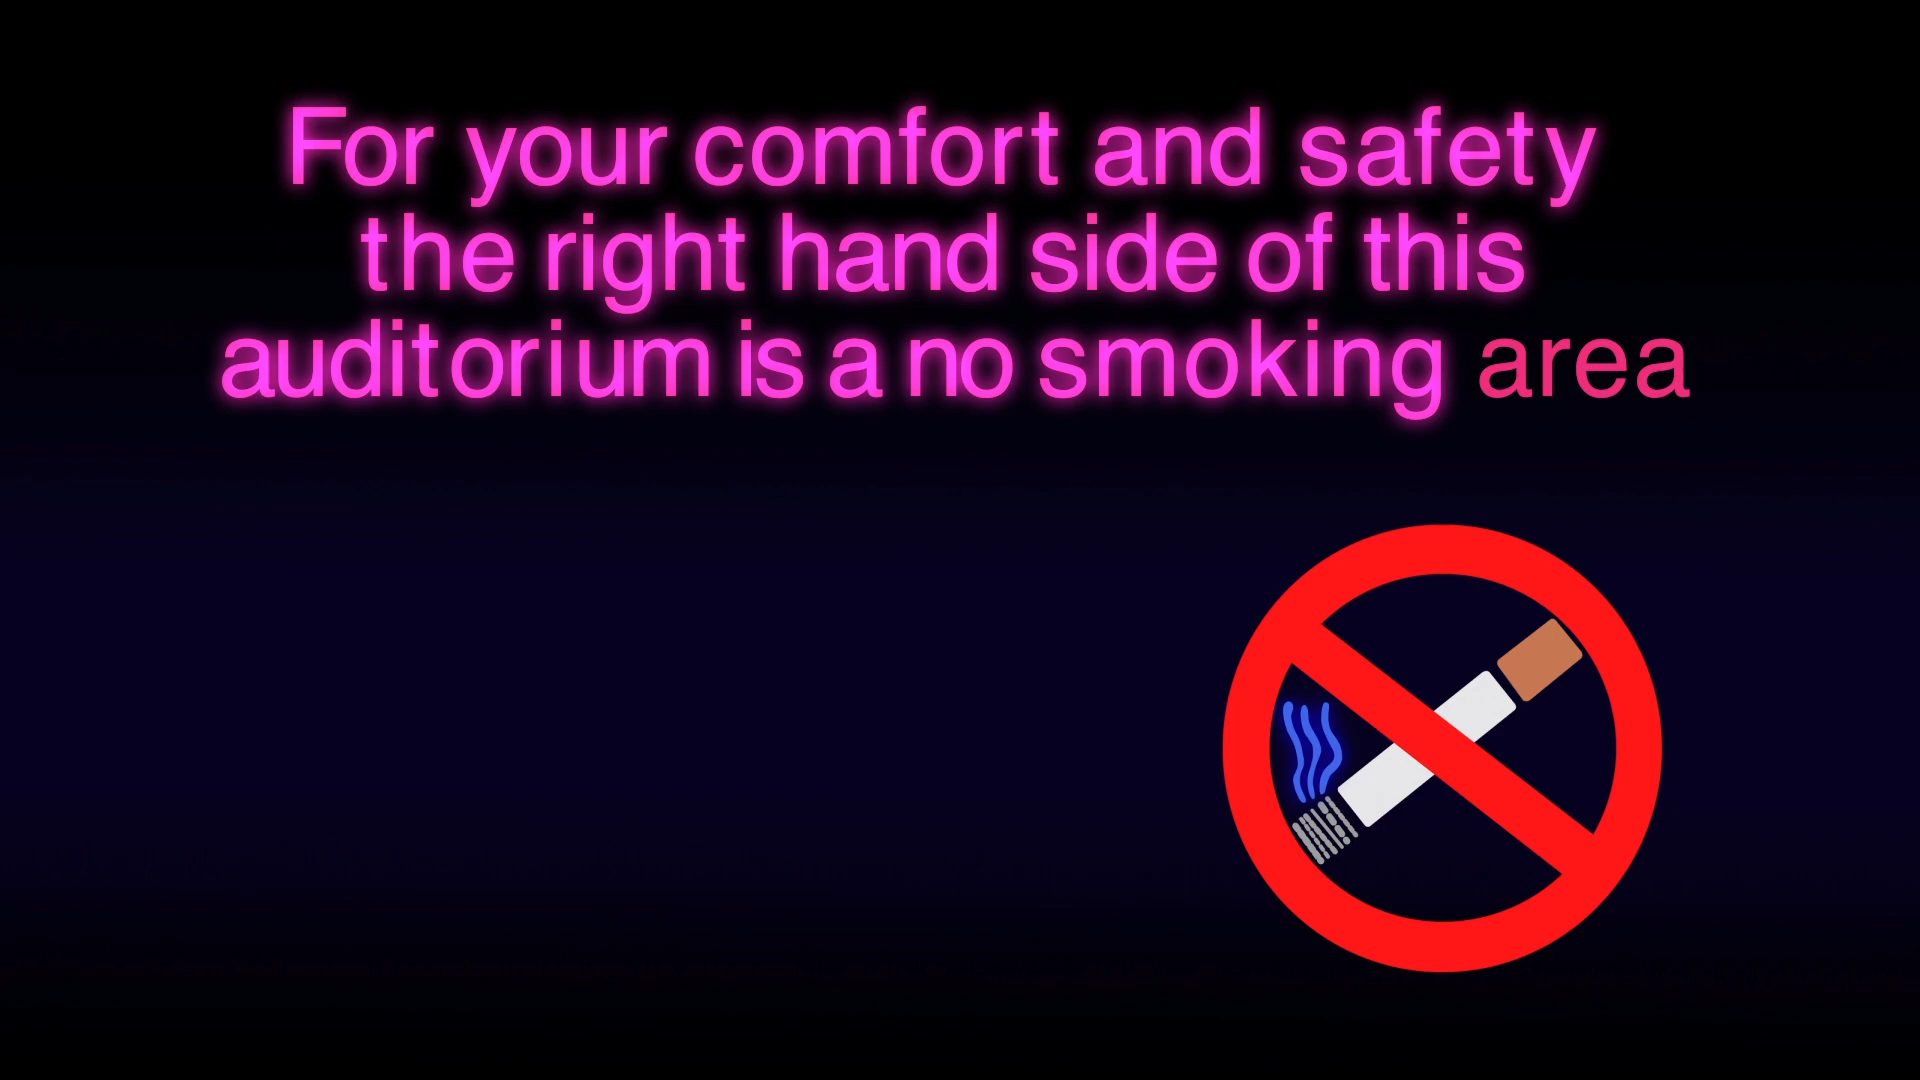 For your comfort and safety
the right hand side of this
auditorium is a no smoking area